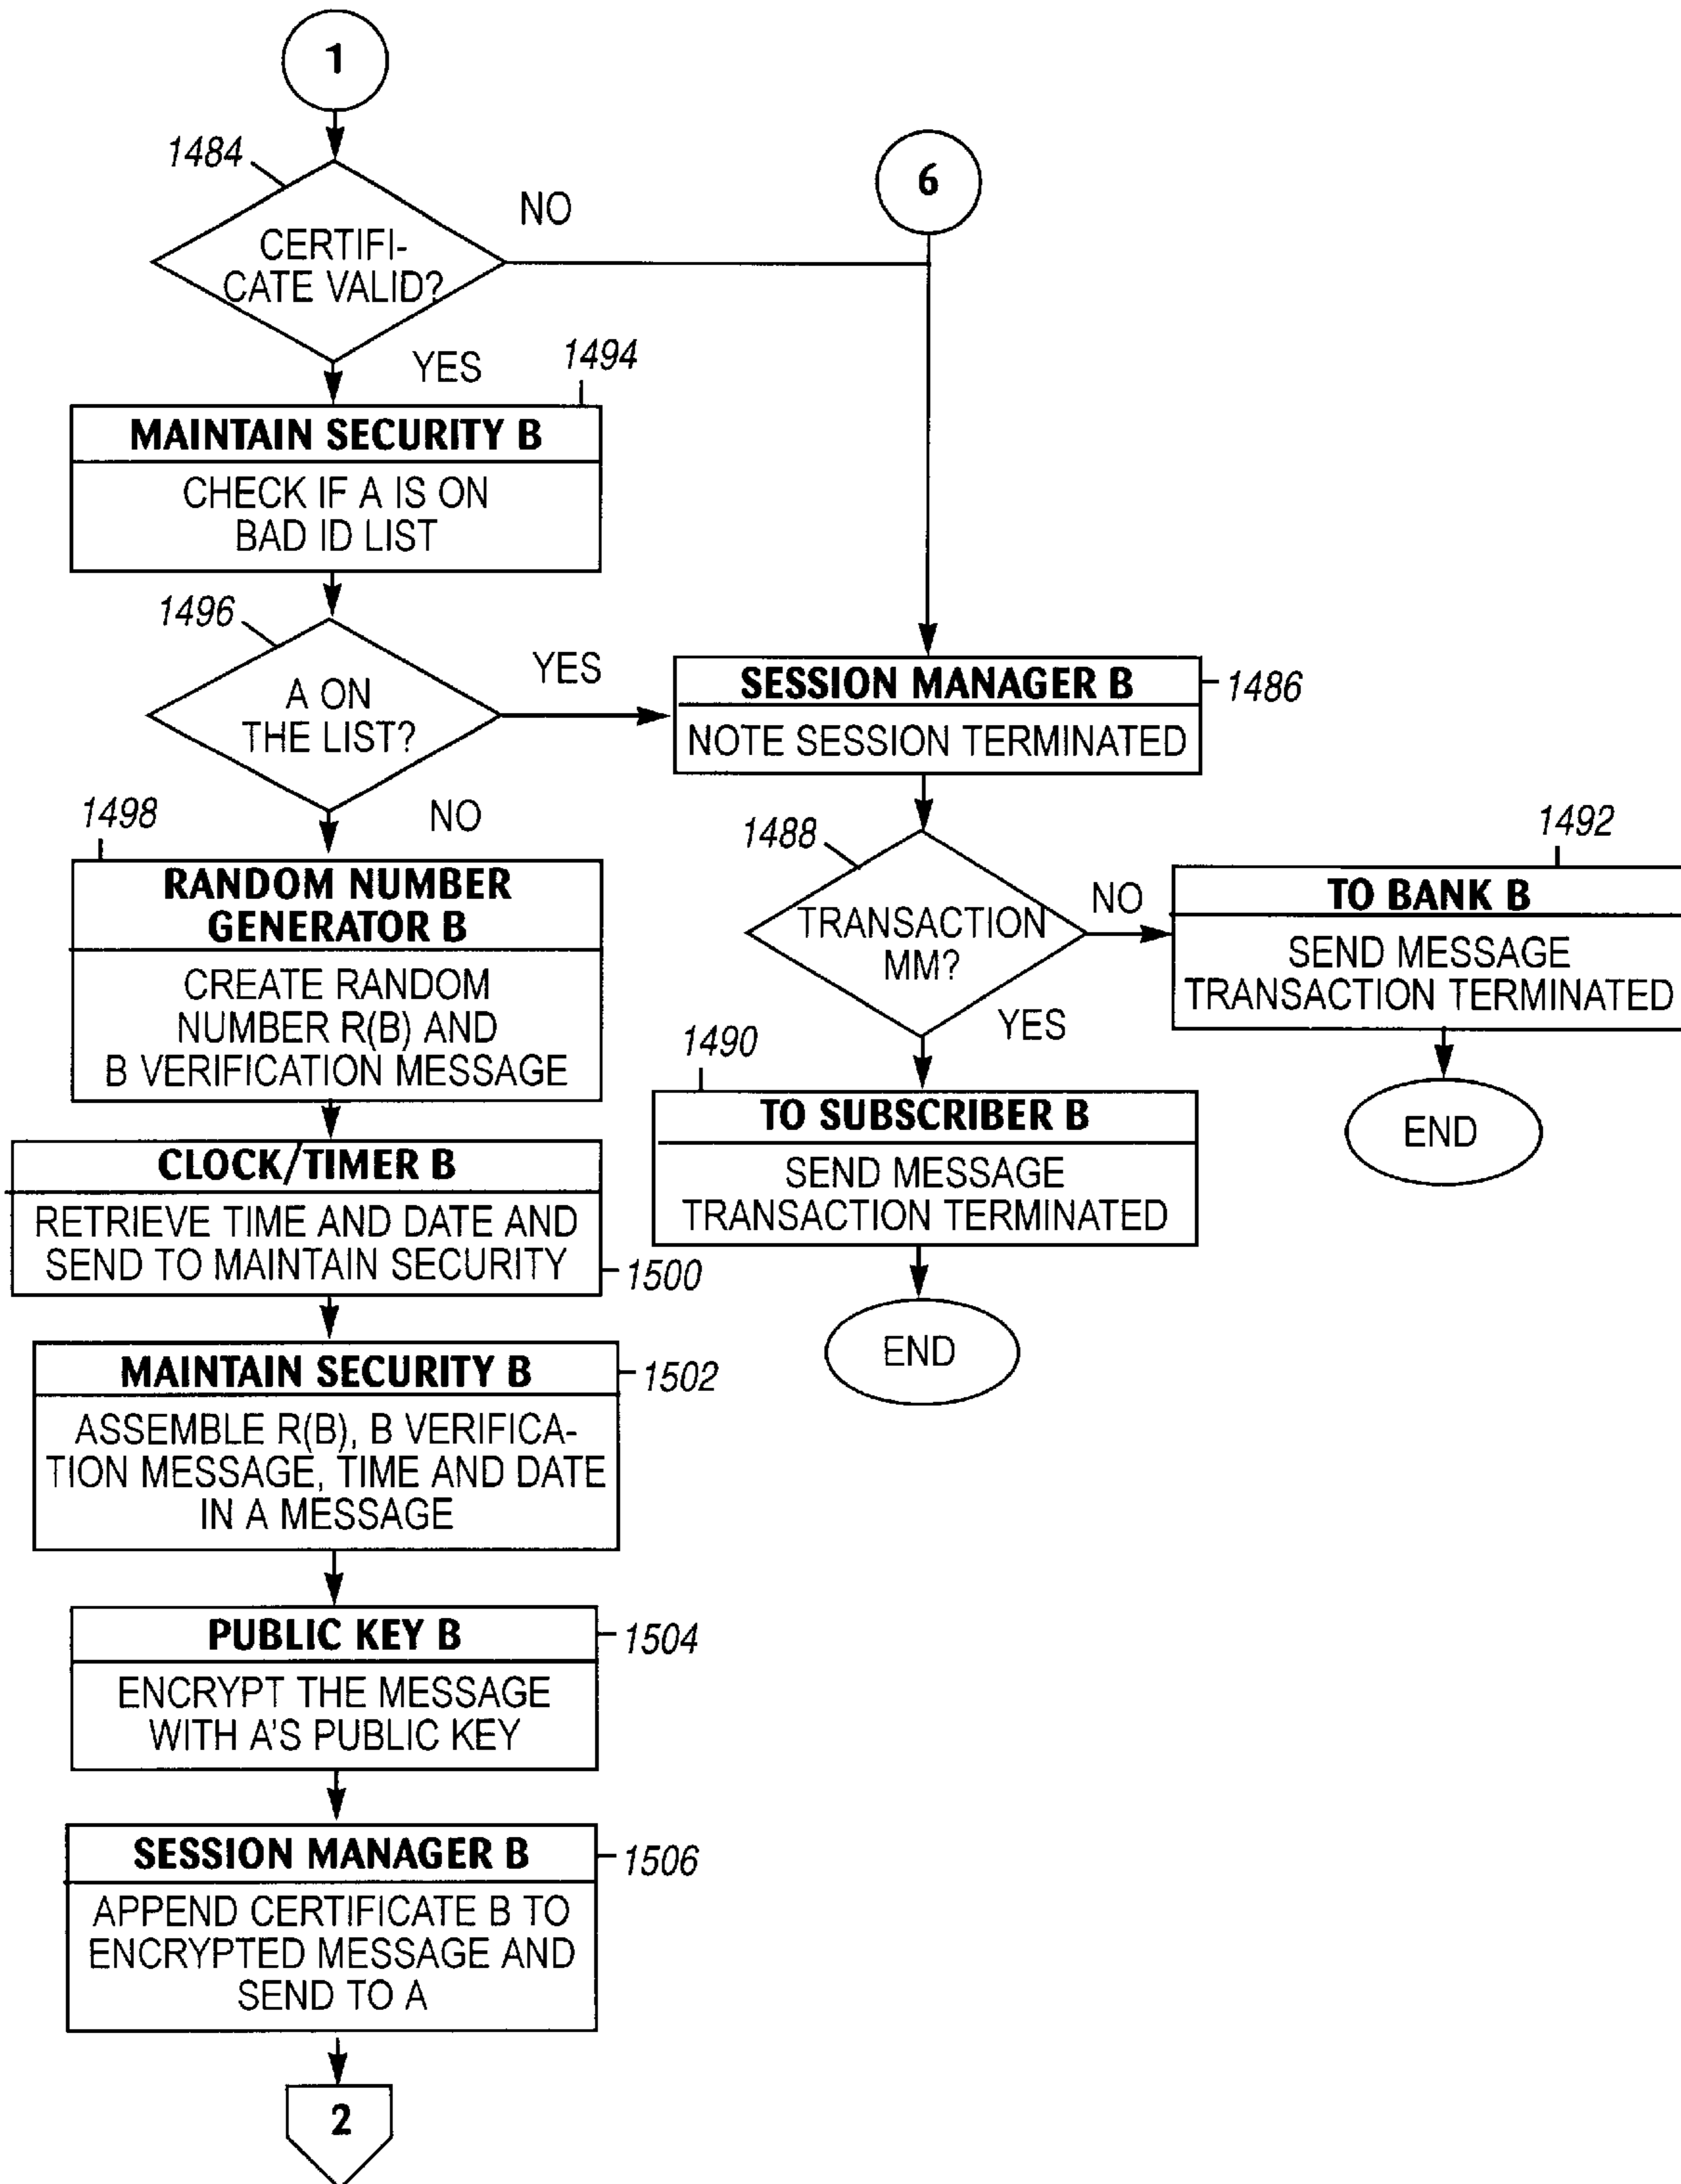 1
1484
NO
6
CERTIFI-
CATE VALID?
YES
1494
MAINTAIN SECURITY B
CHECK IF A IS ON
BAD ID LIST
1496
A ON
THE LIST?
YES
SESSION MANAGER B
1486
NOTE SESSION TERMINATED
NO
1498
RANDOM NUMBER
GENERATOR B
CREATE RANDOM
NUMBER R(B) AND
B VERIFICATION MESSAGE
1488
TRANSACTION
MM?
NO
1492
TO BANK B
SEND MESSAGE
TRANSACTION TERMINATED
END
YES
1490
TO SUBSCRIBER B
SEND MESSAGE
TRANSACTION TERMINATED
END
CLOCK/TIMER B
RETRIEVE TIME AND DATE AND
SEND TO MAINTAIN SECURITY
1500
MAINTAIN SECURITY B
1502
ASSEMBLE R(B), B VERIFICA-
TION MESSAGE, TIME AND DATE
IN A MESSAGE
PUBLIC KEY B
1504
ENCRYPT THE MESSAGE
WITH A'S PUBLIC KEY
SESSION MANAGER B
1506
APPEND CERTIFICATE B TO
ENCRYPTED MESSAGE AND
SEND TO A
2